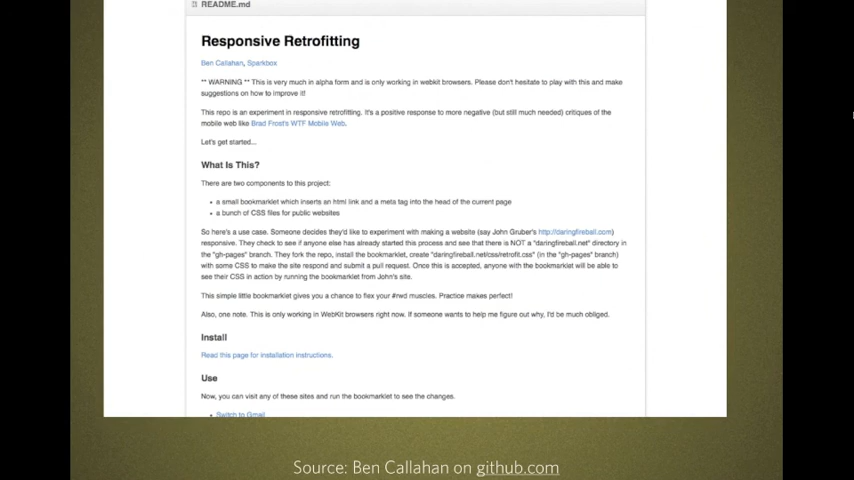 README.md
Responsive Retrofitting
Ben Callahan, Sparkbox
** WARNING ** This is very much in alpha form and is only working in webkit browsers. Please don't hesitate to play with this and make
suggestions on how to improve it!
This repo is an experiment in responsive retrofitting. It's a positive response to more negative (but still much needed) critiques of the
mobile web like Brad Frost's WTF Mobile Web.
Let's get started...
What Is This?
There are two components to this project:
• a small bookmarklet which inserts an html link and a meta tag into the head of the current page
• a bunch of CSS files for public websites
So here's a use case. Someone decides they'd like to experiment with making a website (say John Gruber's http://daringfireball.com)
responsive. They check to see if anyone else has already started this process and see that there is NOT a "daringfireball.net" directory in
the "gh-pages" branch. They fork the repo, install the bookmarklet, create "daringfireball.net/css/retrofit.css" (in the "gh-pages" branch)
with some CSS to make the site respond and submit a pull request. Once this is accepted, anyone with the bookmarklet will be able to
see their CSS in action by running the bookmarklet from John's site.
This simple little bookmarklet gives you a chance to flex your #rwd muscles. Practice makes perfect!
Also, one note. This is only working in WebKit browsers right now. If someone wants to help me figure out why, I'd be much obliged.
Install
Read this page for installation instructions.
Use
Now, you can visit any of these sites and run the bookmarklet to see the changes.
• Switch to Gmail
Source: Ben Callahan on github.com